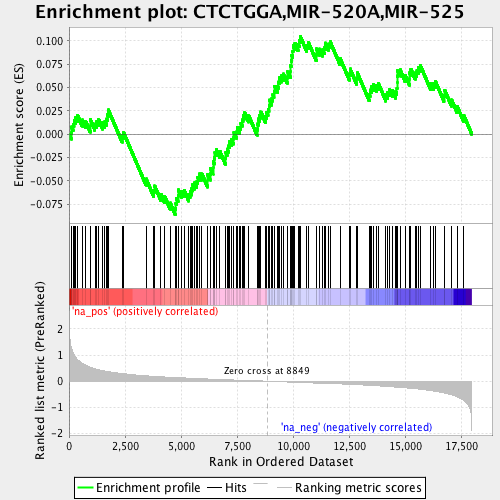 Enrichment plot: CTCTGGA,MIR-520A,MIR-525
Enrichment score (ES)
0.100
0.075
0.050
0.025
0.000
-0.025
-0.050
-0.075
'na_pos' (positively correlated)
Ranked list metric (PreRanked)
2
1
0
-1
-2
Zero cross at 8849
'na_neg' (negatively correlated)
0
2,500
5,000
7,500
10,000
12,500
15,000
17,500
Rank in Ordered Dataset
Enrichment profile
Hits
Ranking metric scores